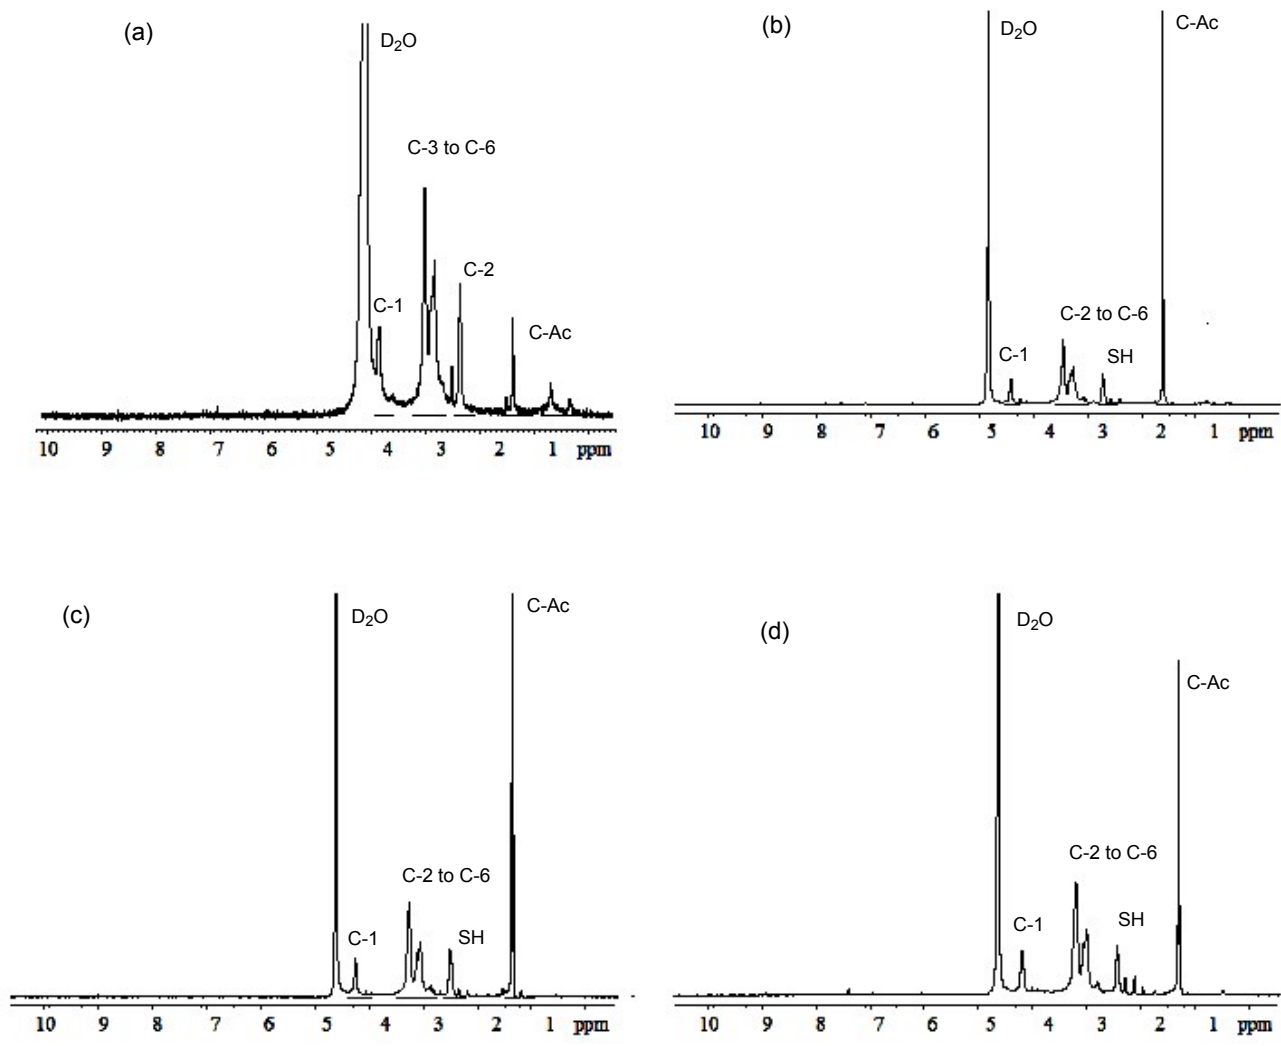 (a)
D₂O
C-3 to C-6
C-2
C-1
C-Ac
10 9 8 7 6 5 4 3 2 1 ppm
(b)
D₂O
C-Ac
C-2 to C-6
C-1
SH
10 9 8 7 6 5 4 3 2 1 ppm
(c)
D₂O
C-Ac
C-2 to C-6
C-1
SH
10 9 8 7 6 5 4 3 2 1 ppm
(d)
D₂O
C-Ac
C-2 to C-6
C-1
SH
10 9 8 7 6 5 4 3 2 1 ppm